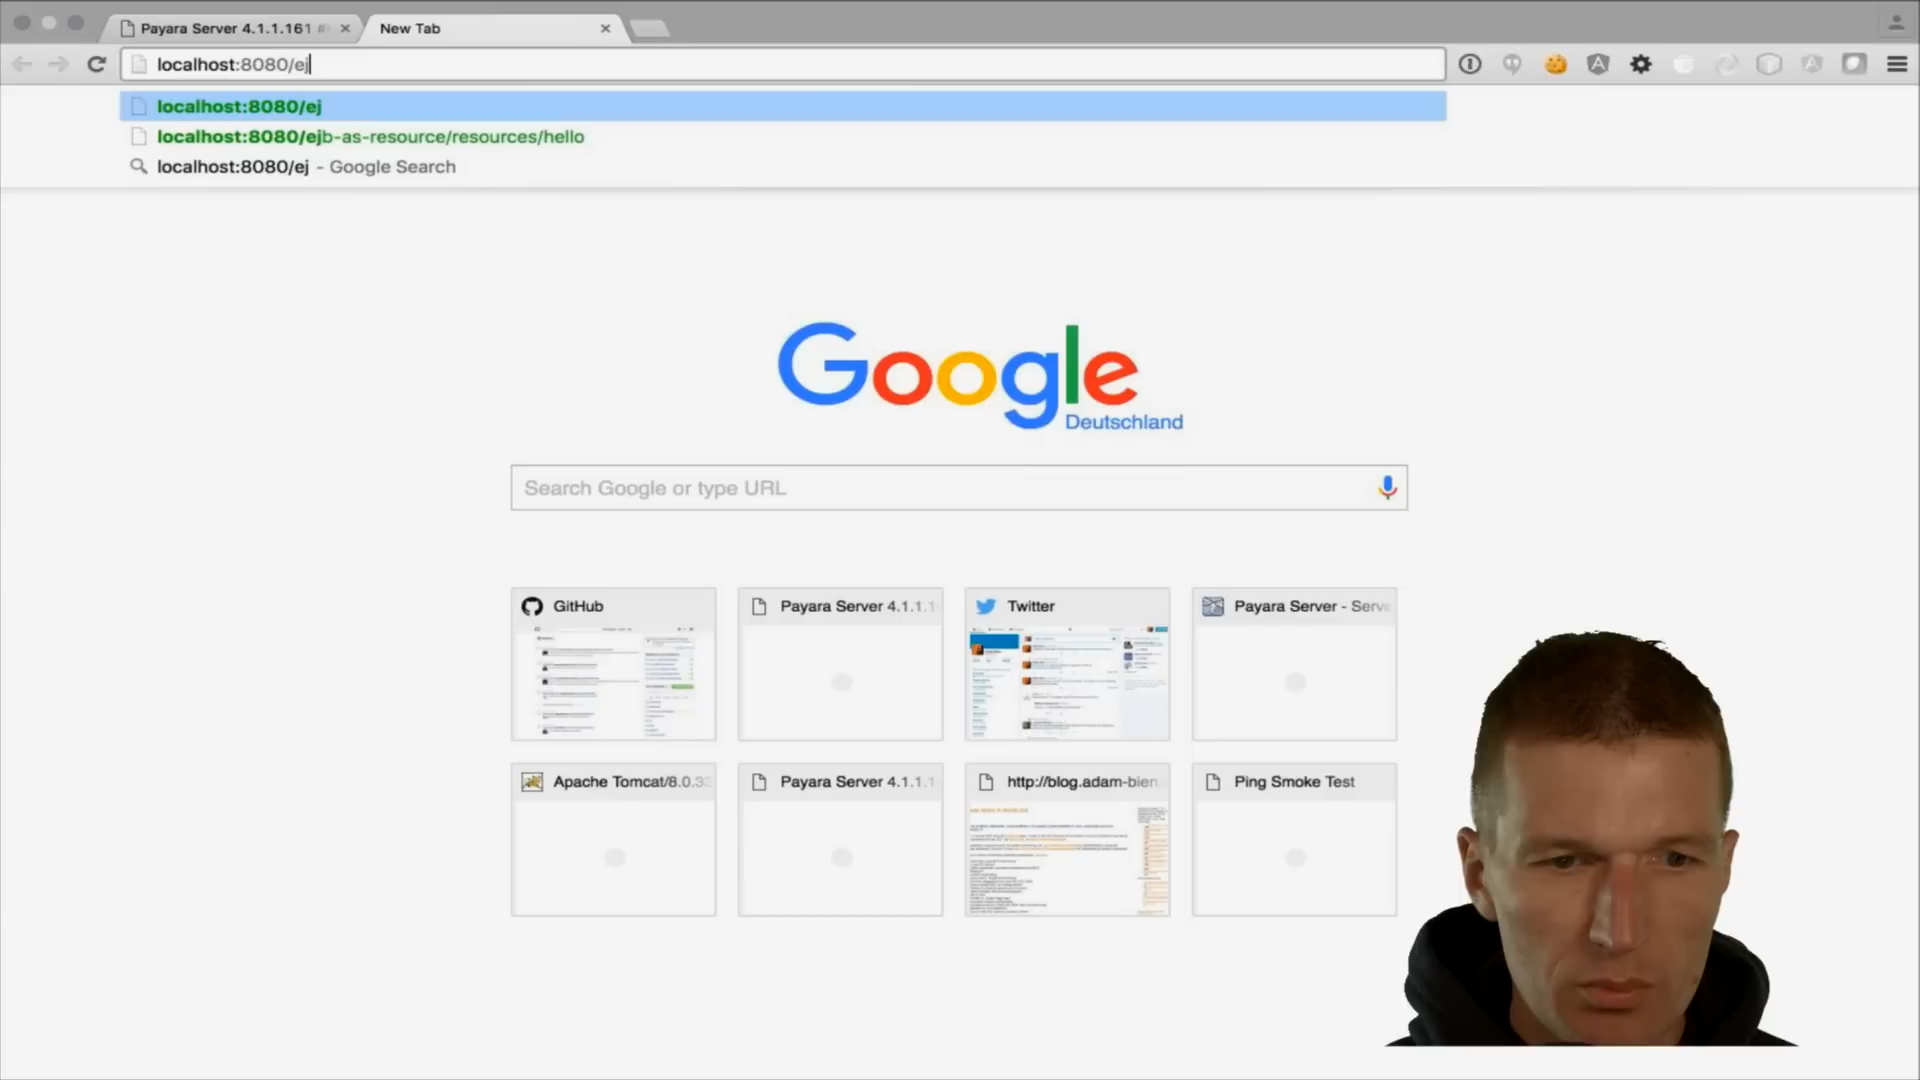 Payara Server 4.1.1.161 #
New Tab
localhost:8080/ej
localhost:8080/ej
localhost:8080/ejb-as-resource/resources/hello
localhost:8080/ej - Google Search
Google
Deutschland
Search Google or type URL
GitHub
Payara Server 4.1.1.1
Twitter
Payara Server - Serve
Apache Tomcat/8.0.33
Payara Server 4.1.1.1
http://blog.adam-bien.
Ping Smoke Test